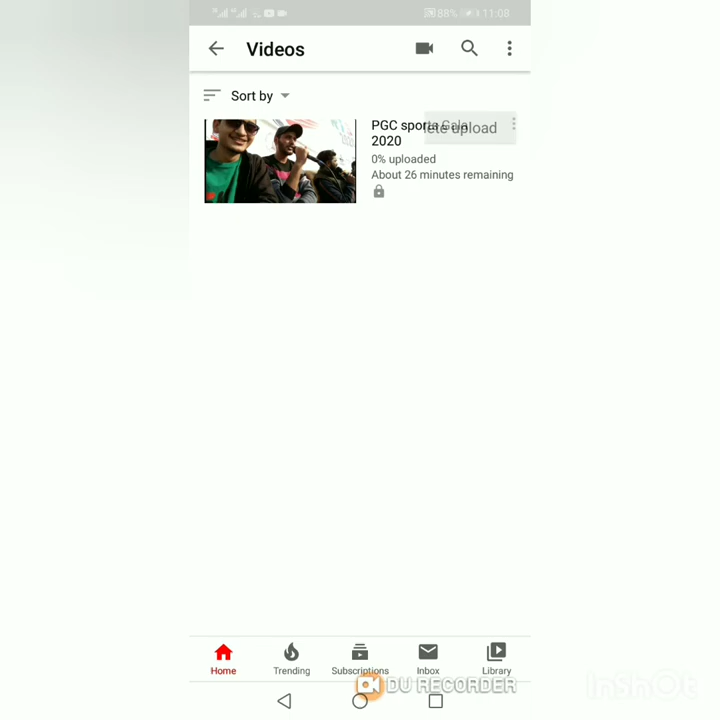 88% 11:08
Videos
Sort by
PGC sports Gala
2020
upload
0% uploaded
About 26 minutes remaining
Home
Trending
Subscriptions
Inbox
Library
DU RECORDER
InShOt